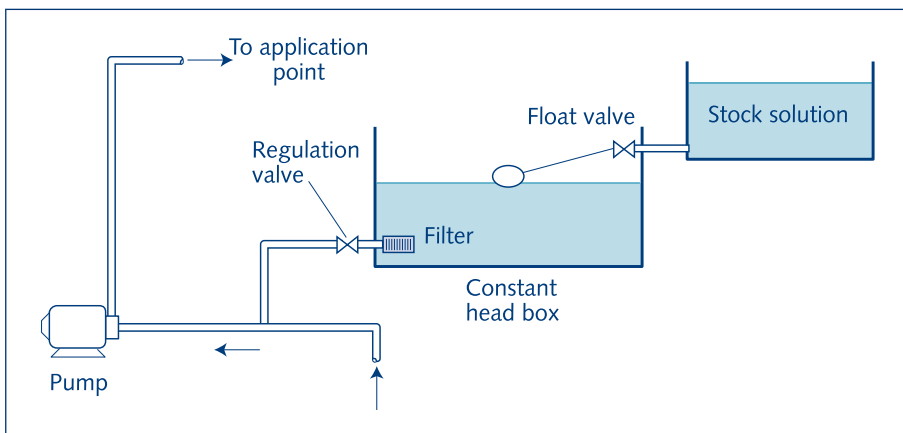 To application
point
Float valve
Stock solution
Regulation
valve
Filter
Constant
head box
Pump